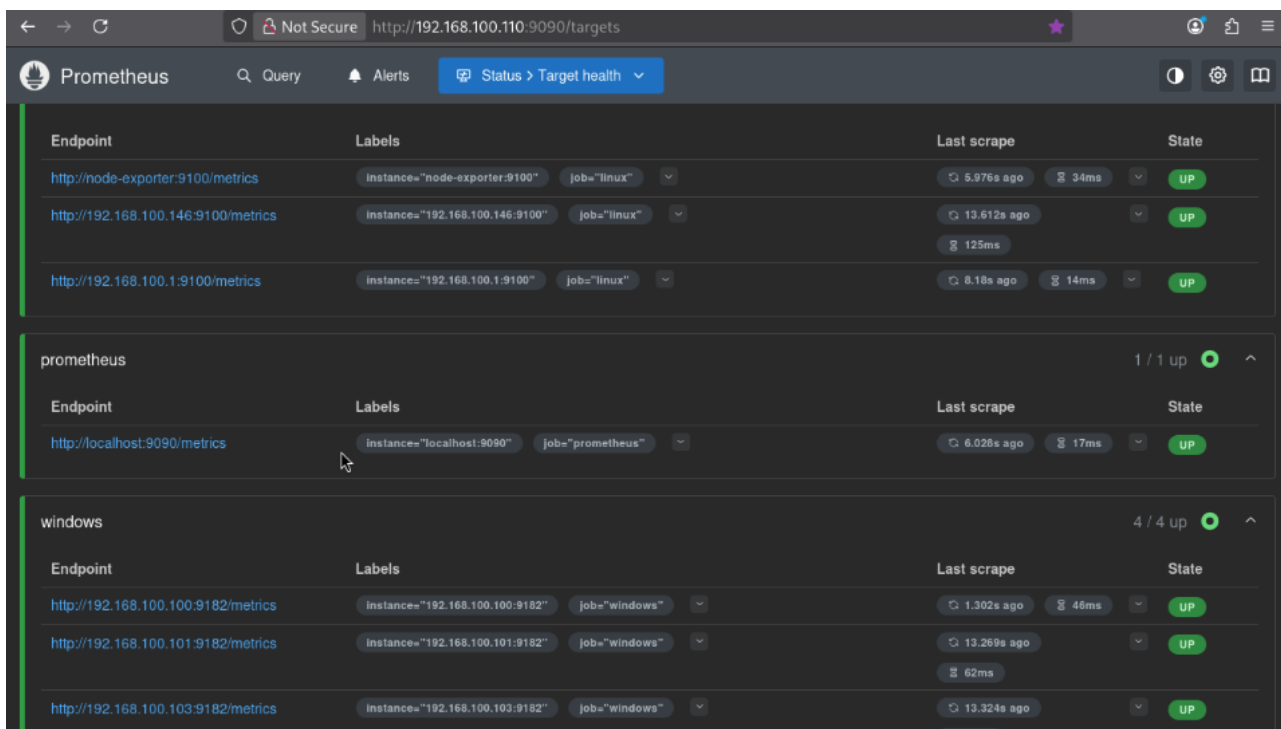 Not Secure http://192.168.100.110:9090/targets
Prometheus Query Alerts Status > Target health
Endpoint Labels Last scrape State
http://node-exporter:9100/metrics instance="node-exporter:9100" job="linux" 5.976s ago 34ms UP
http://192.168.100.146:9100/metrics instance="192.168.100.146:9100" job="linux" 13.612s ago UP
125ms
http://192.168.100.1:9100/metrics instance="192.168.100.1:9100" job="linux" 8.18s ago 14ms UP
prometheus 1 / 1 up
Endpoint Labels Last scrape State
http://localhost:9090/metrics instance="localhost:9090" job="prometheus" 6.028s ago 17ms UP
windows 4 / 4 up
Endpoint Labels Last scrape State
http://192.168.100.100:9182/metrics instance="192.168.100.100:9182" job="windows" 1.302s ago 46ms UP
http://192.168.100.101:9182/metrics instance="192.168.100.101:9182" job="windows" 13.269s ago UP
62ms
http://192.168.100.103:9182/metrics instance="192.168.100.103:9182" job="windows" 13.324s ago UP